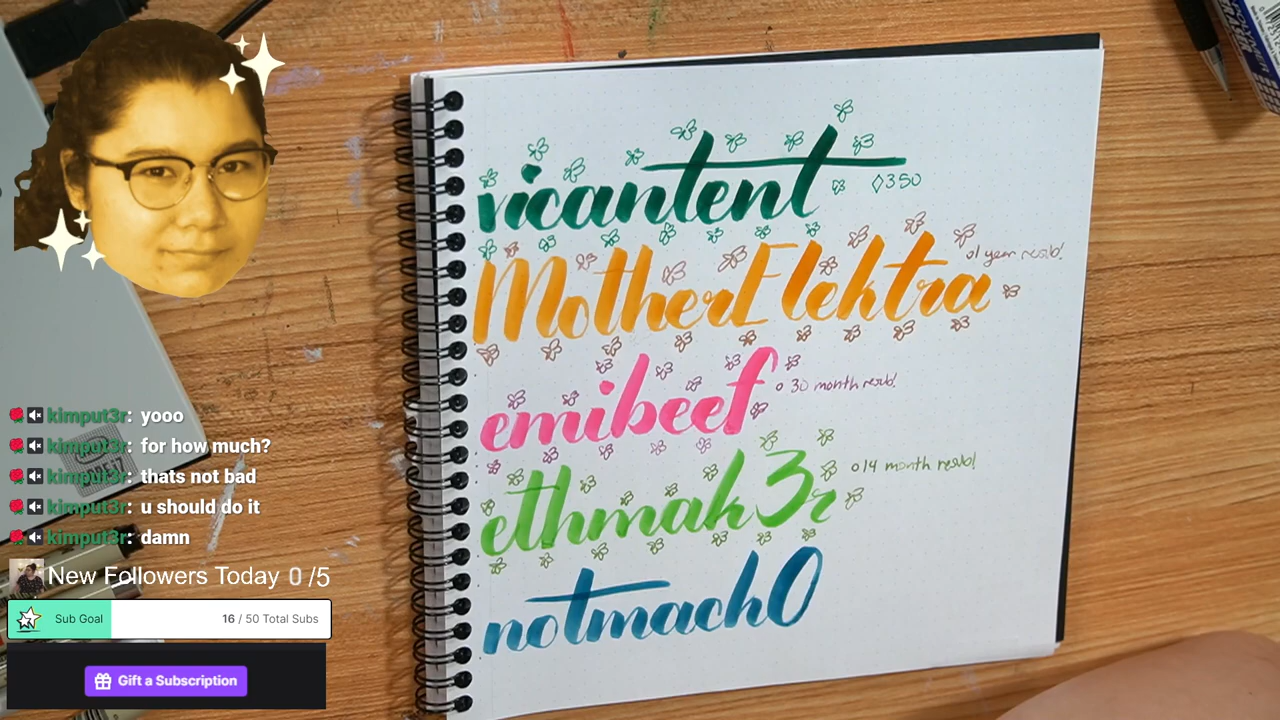 vicantent
◊350
MotherElektra
o 1 year resub!
emibeef
o 30 month resub!
ethmak3r
o 14 month resub!
notmach0
kimput3r: yooo
kimput3r: for how much?
kimput3r: thats not bad
kimput3r: u should do it
kimput3r: damn
New Followers Today 0 /5
Sub Goal 16 / 50 Total Subs
Gift a Subscription